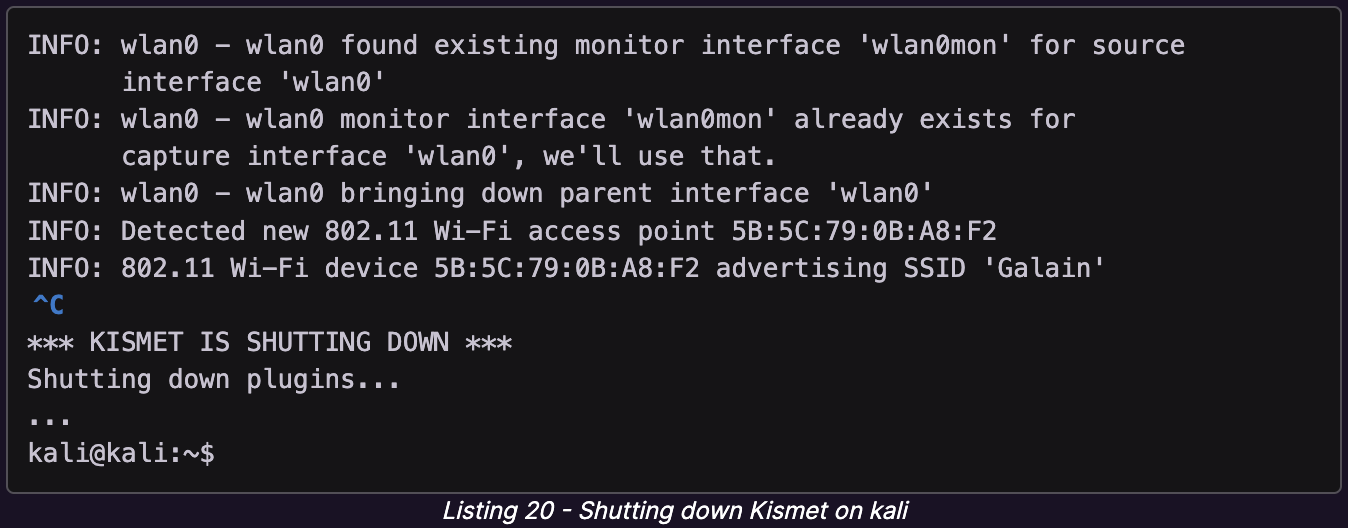 INFO: wlan0 – wlan0 found existing monitor interface 'wlan0mon' for source
interface 'wlan0'
INFO: wlan0 – wlan0 monitor interface 'wlan0mon' already exists for
capture interface 'wlan0', we'll use that.
INFO: wlan0 – wlan0 bringing down parent interface 'wlan0'
INFO: Detected new 802.11 Wi–Fi access point 5B:5C:79:0B:A8:F2
INFO: 802.11 Wi–Fi device 5B:5C:79:0B:A8:F2 advertising SSID 'Galain'
^C
*** KISMET IS SHUTTING DOWN ***
Shutting down plugins...
...
kali@kali:~$
Listing 20 - Shutting down Kismet on kali